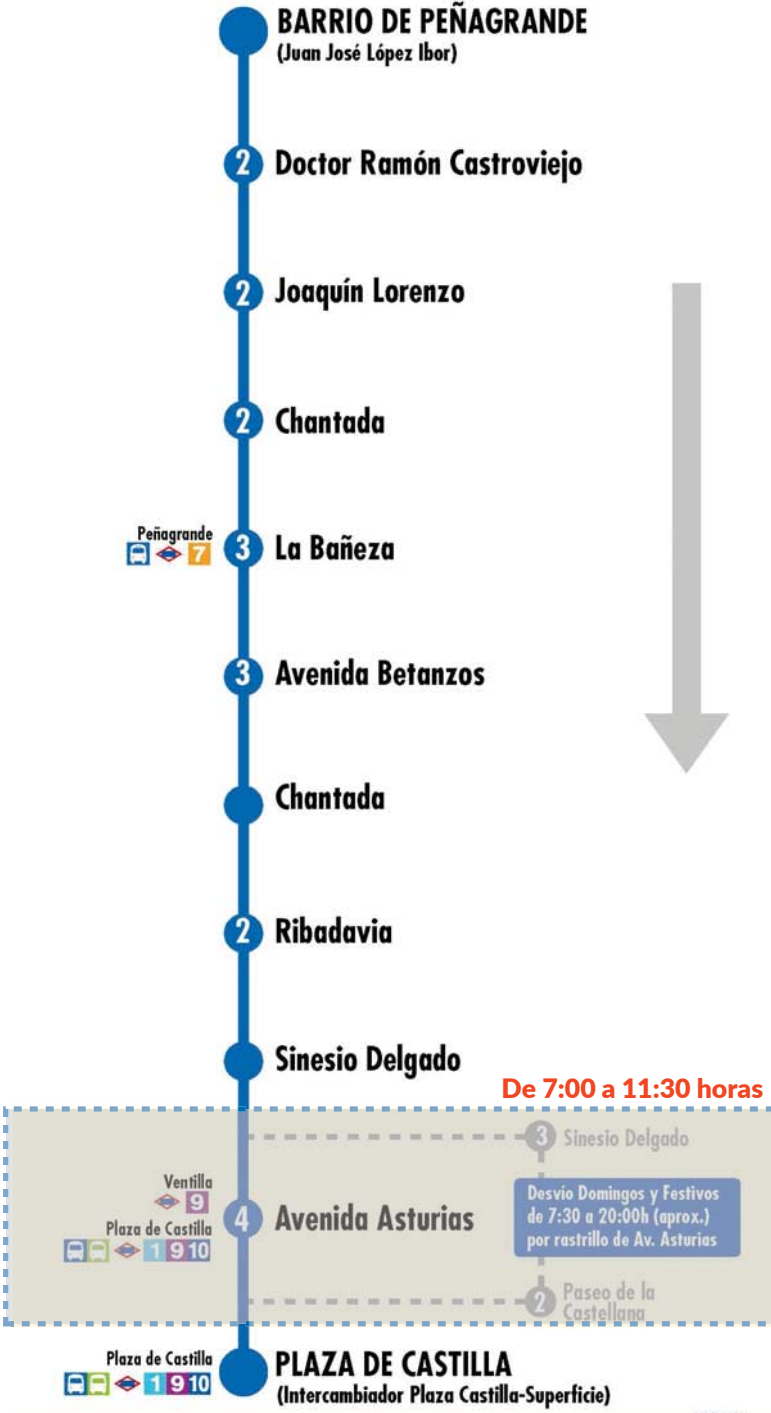 BARRIO DE PEÑAGRANDE
(Juan José López Ibor)
2 Doctor Ramón Castroviejo
2 Joaquín Lorenzo
2 Chantada
Peñagrande
7
3 La Bañeza
3 Avenida Betanzos
Chantada
2 Ribadavia
Sinesio Delgado
De 7:00 a 11:30 horas
3 Sinesio Delgado
Ventilla
9
Plaza de Castilla
1 9 10
4 Avenida Asturias
Desvío Domingos y Festivos
de 7:30 a 20:00h (aprox.)
por rastrillo de Av. Asturias
2 Paseo de la
Castellana
Plaza de Castilla
1 9 10
PLAZA DE CASTILLA
(Intercambiador Plaza Castilla-Superficie)